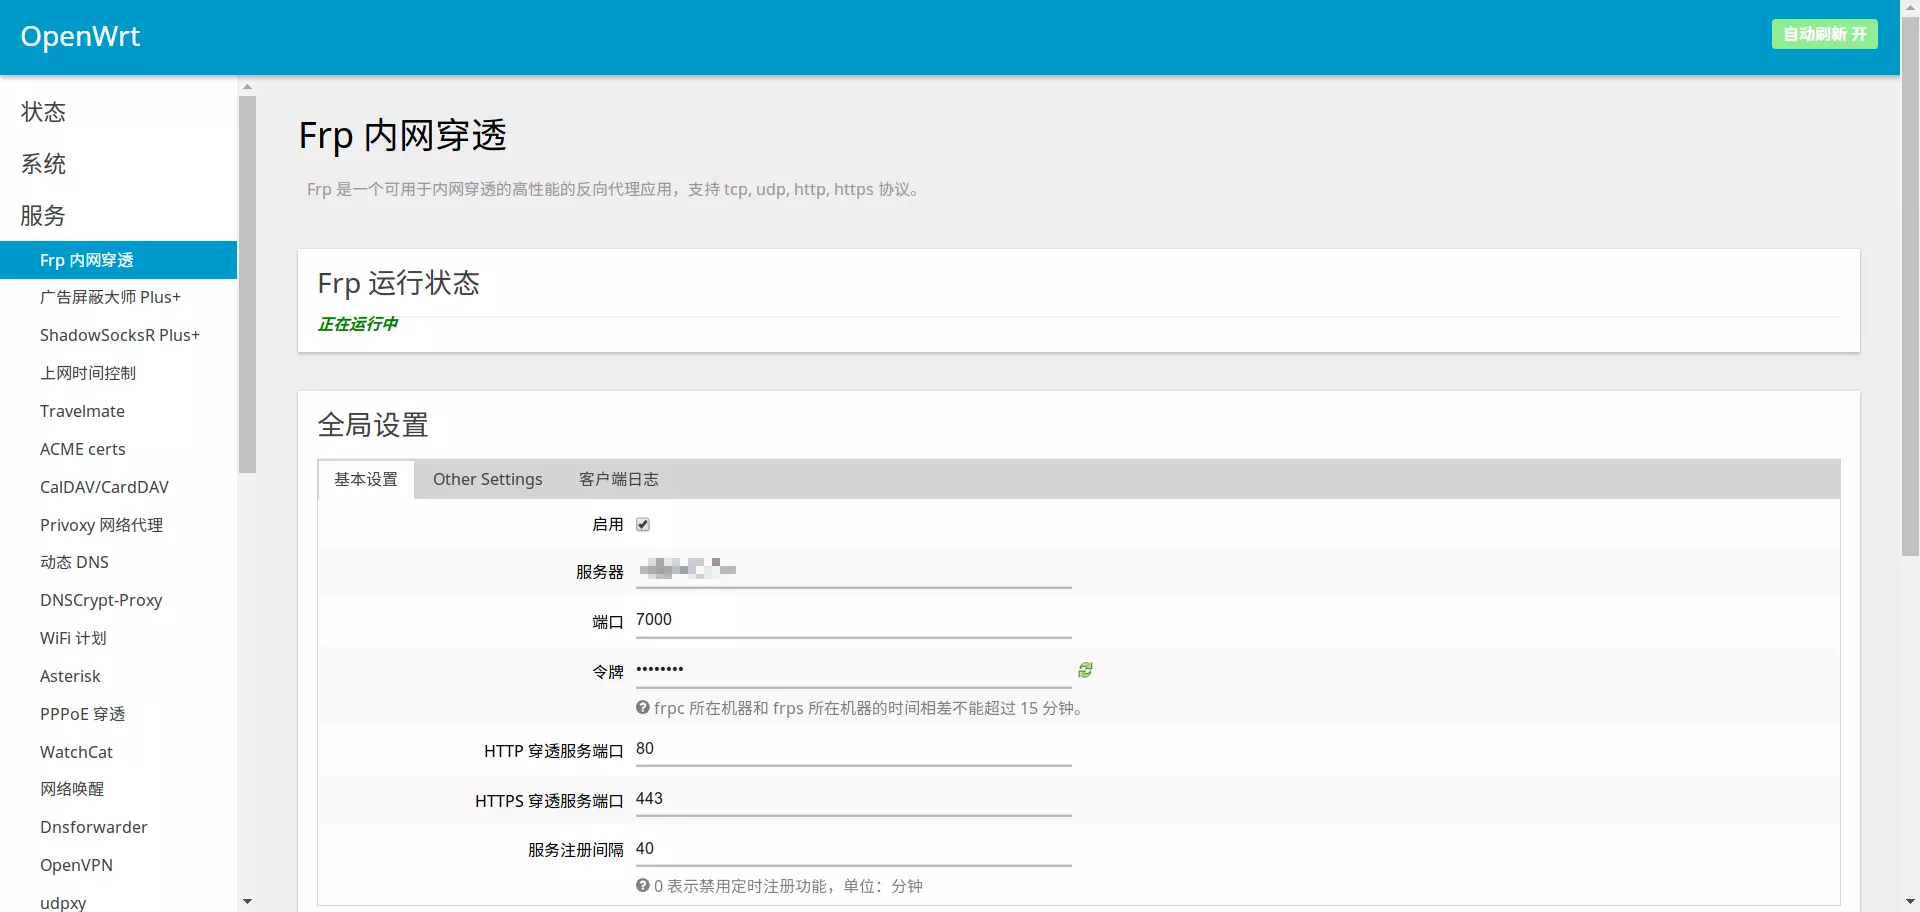 OpenWrt
自动刷新 开
状态
系统
服务
Frp 内网穿透
广告屏蔽大师 Plus+
ShadowSocksR Plus+
上网时间控制
Travelmate
ACME certs
CalDAV/CardDAV
Privoxy 网络代理
动态 DNS
DNSCrypt-Proxy
WiFi 计划
Asterisk
PPPoE 穿透
WatchCat
网络唤醒
Dnsforwarder
OpenVPN
udpxy
Frp 内网穿透
Frp 是一个可用于内网穿透的高性能的反向代理应用，支持 tcp, udp, http, https 协议。
Frp 运行状态
正在运行中
全局设置
基本设置 Other Settings 客户端日志
启用
服务器
端口 7000
令牌 ••••••••
frpc 所在机器和 frps 所在机器的时间相差不能超过 15 分钟。
HTTP 穿透服务端口 80
HTTPS 穿透服务端口 443
服务注册间隔 40
0 表示禁用定时注册功能，单位：分钟